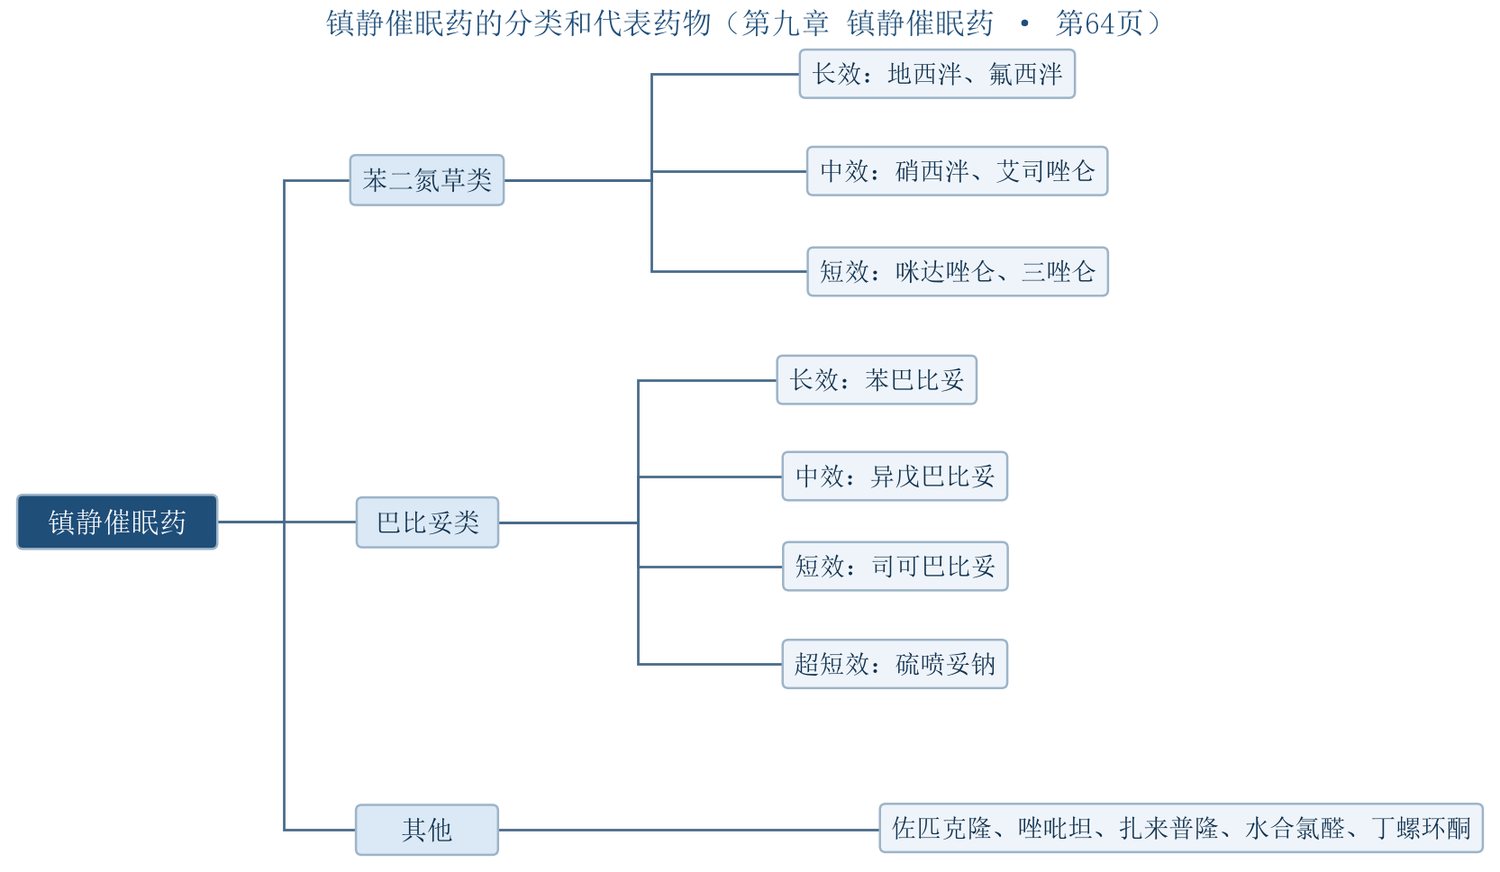 镇静催眠药的分类和代表药物（第九章 镇静催眠药 • 第64页）
镇静催眠药
苯二氮草类
长效：地西泮、氟西泮
中效：硝西泮、艾司唑仑
短效：咪达唑仑、三唑仑
巴比妥类
长效：苯巴比妥
中效：异戊巴比妥
短效：司可巴比妥
超短效：硫喷妥钠
其他
佐匹克隆、唑吡坦、扎来普隆、水合氯醛、丁螺环酮